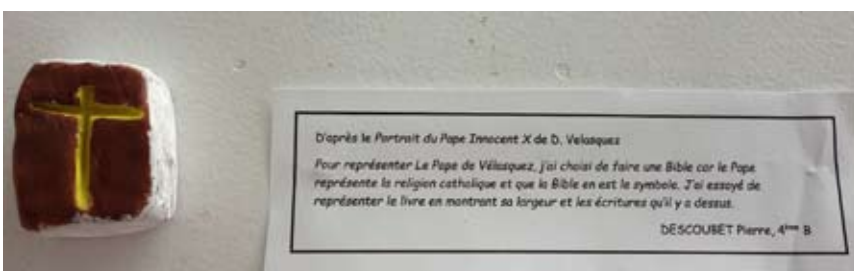 D'après le Portrait du Pape Innocent X de D. Velasquez
Pour représenter Le Pape de Vélasquez, j'ai choisi de faire une Bible car le Pape
représente la religion catholique et que la Bible en est le symbole. J'ai essayé de
représenter le livre en montrant sa largeur et les écritures qu'il y a dessus.
DESCOUBET Pierre, 4ème B